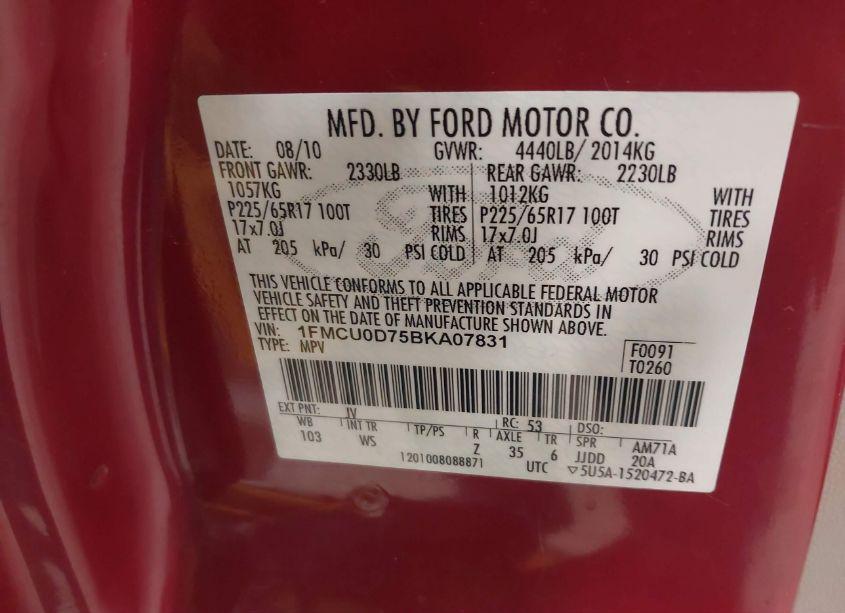 MFD. BY FORD MOTOR CO.
DATE: 08/10 GVWR: 4440LB/ 2014KG
FRONT GAWR: 2330LB REAR GAWR: 2230LB
1057KG WITH 1012KG WITH
P225/65R17 100T TIRES P225/65R17 100T TIRES
17x7.0J RIMS 17x7.0J RIMS
AT 205 kPa/ 30 PSI COLD AT 205 kPa/ 30 PSI COLD
THIS VEHICLE CONFORMS TO ALL APPLICABLE FEDERAL MOTOR
VEHICLE SAFETY AND THEFT PREVENTION STANDARDS IN
EFFECT ON THE DATE OF MANUFACTURE SHOWN ABOVE.
VIN: 1FMCU0D75BKA07831
TYPE: MPV
F0091
T0260
EXT PNT: JV RC: 53 DSO:
WB INT TR TP/PS R AXLE TR SPR AM71A
103 WS Z 35 6 JJDD 20A
1201008088871 UTC ▽5U5A-1520472-BA